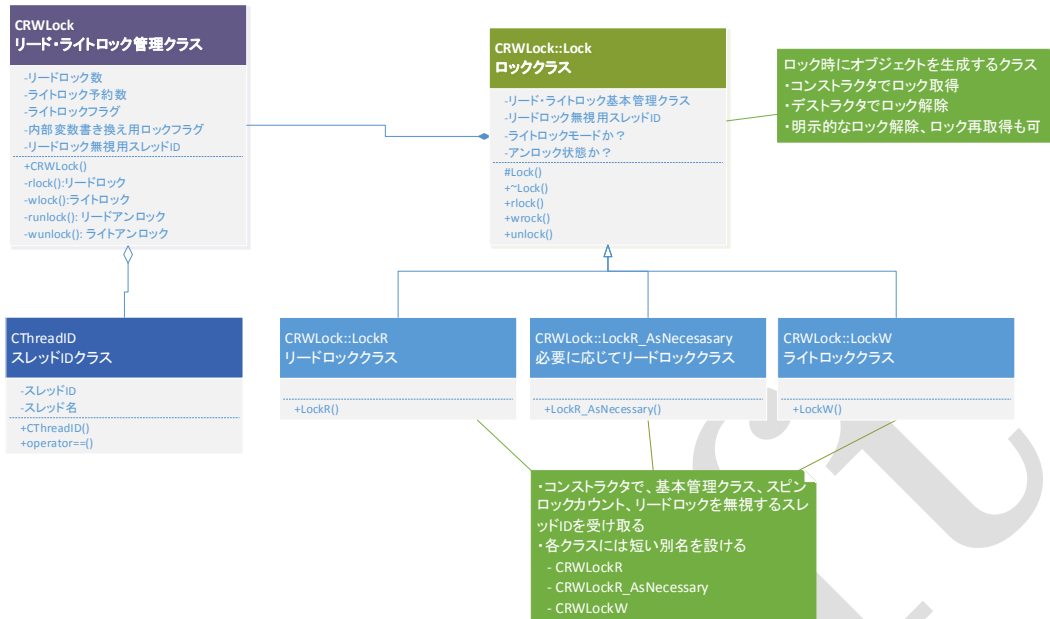 CRWLock
リード・ライトロック管理クラス
-リードロック数
-ライトロック予約数
-ライトロックフラグ
-内部変数書き換え用ロックフラグ
-リードロック無視用スレッドID
+CRWLock()
-rlock():リードロック
-wlock():ライトロック
-runlock(): リードアンロック
-wunlock(): ライトアンロック
CRWLock::Lock
ロッククラス
-リード・ライトロック基本管理クラス
-リードロック無視用スレッドID
-ライトロックモードか？
-アンロック状態か？
#Lock()
+~Lock()
+rlock()
+wrock()
+unlock()
ロック時にオブジェクトを生成するクラス
・コンストラクタでロック取得
・デストラクタでロック解除
・明示的なロック解除、ロック再取得も可
CThreadID
スレッドIDクラス
-スレッドID
-スレッド名
+CThreadID()
+operator==()
CRWLock::LockR
リードロッククラス
+LockR()
CRWLock::LockR_AsNecesasary
必要に応じてリードロッククラス
+LockR_AsNecessary()
CRWLock::LockW
ライトロッククラス
+LockW()
・コンストラクタで、基本管理クラス、スピン
ロックカウント、リードロックを無視するスレ
ッドIDを受け取る
・各クラスには短い別名を設ける
- CRWLockR
- CRWLockR_AsNecessary
- CRWLockW